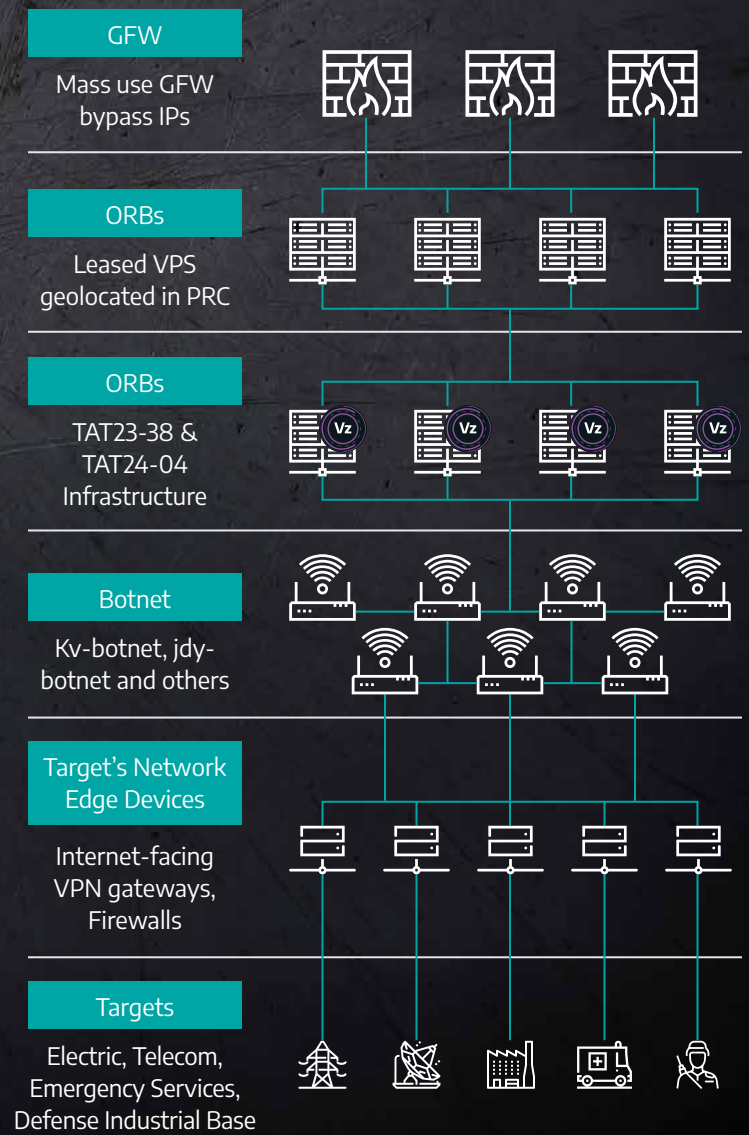 GFW
Mass use GFW
bypass IPs
ORBs
Leased VPS
geolocated in PRC
ORBs
TAT23-38 &
TAT24-04
Infrastructure
Vz
Vz
Vz
Vz
Botnet
Kv-botnet, jdy-
botnet and others
Target's Network
Edge Devices
Internet-facing
VPN gateways,
Firewalls
Targets
Electric, Telecom,
Emergency Services,
Defense Industrial Base